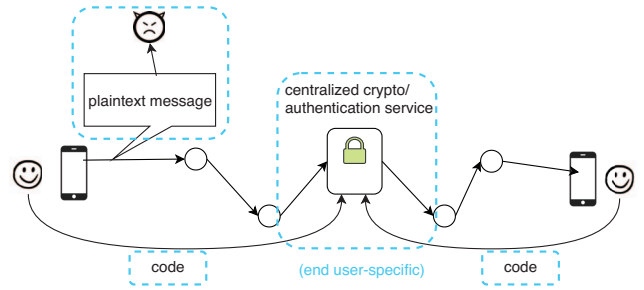 plaintext message
centralized crypto/
authentication service
code
(end user-specific)
code